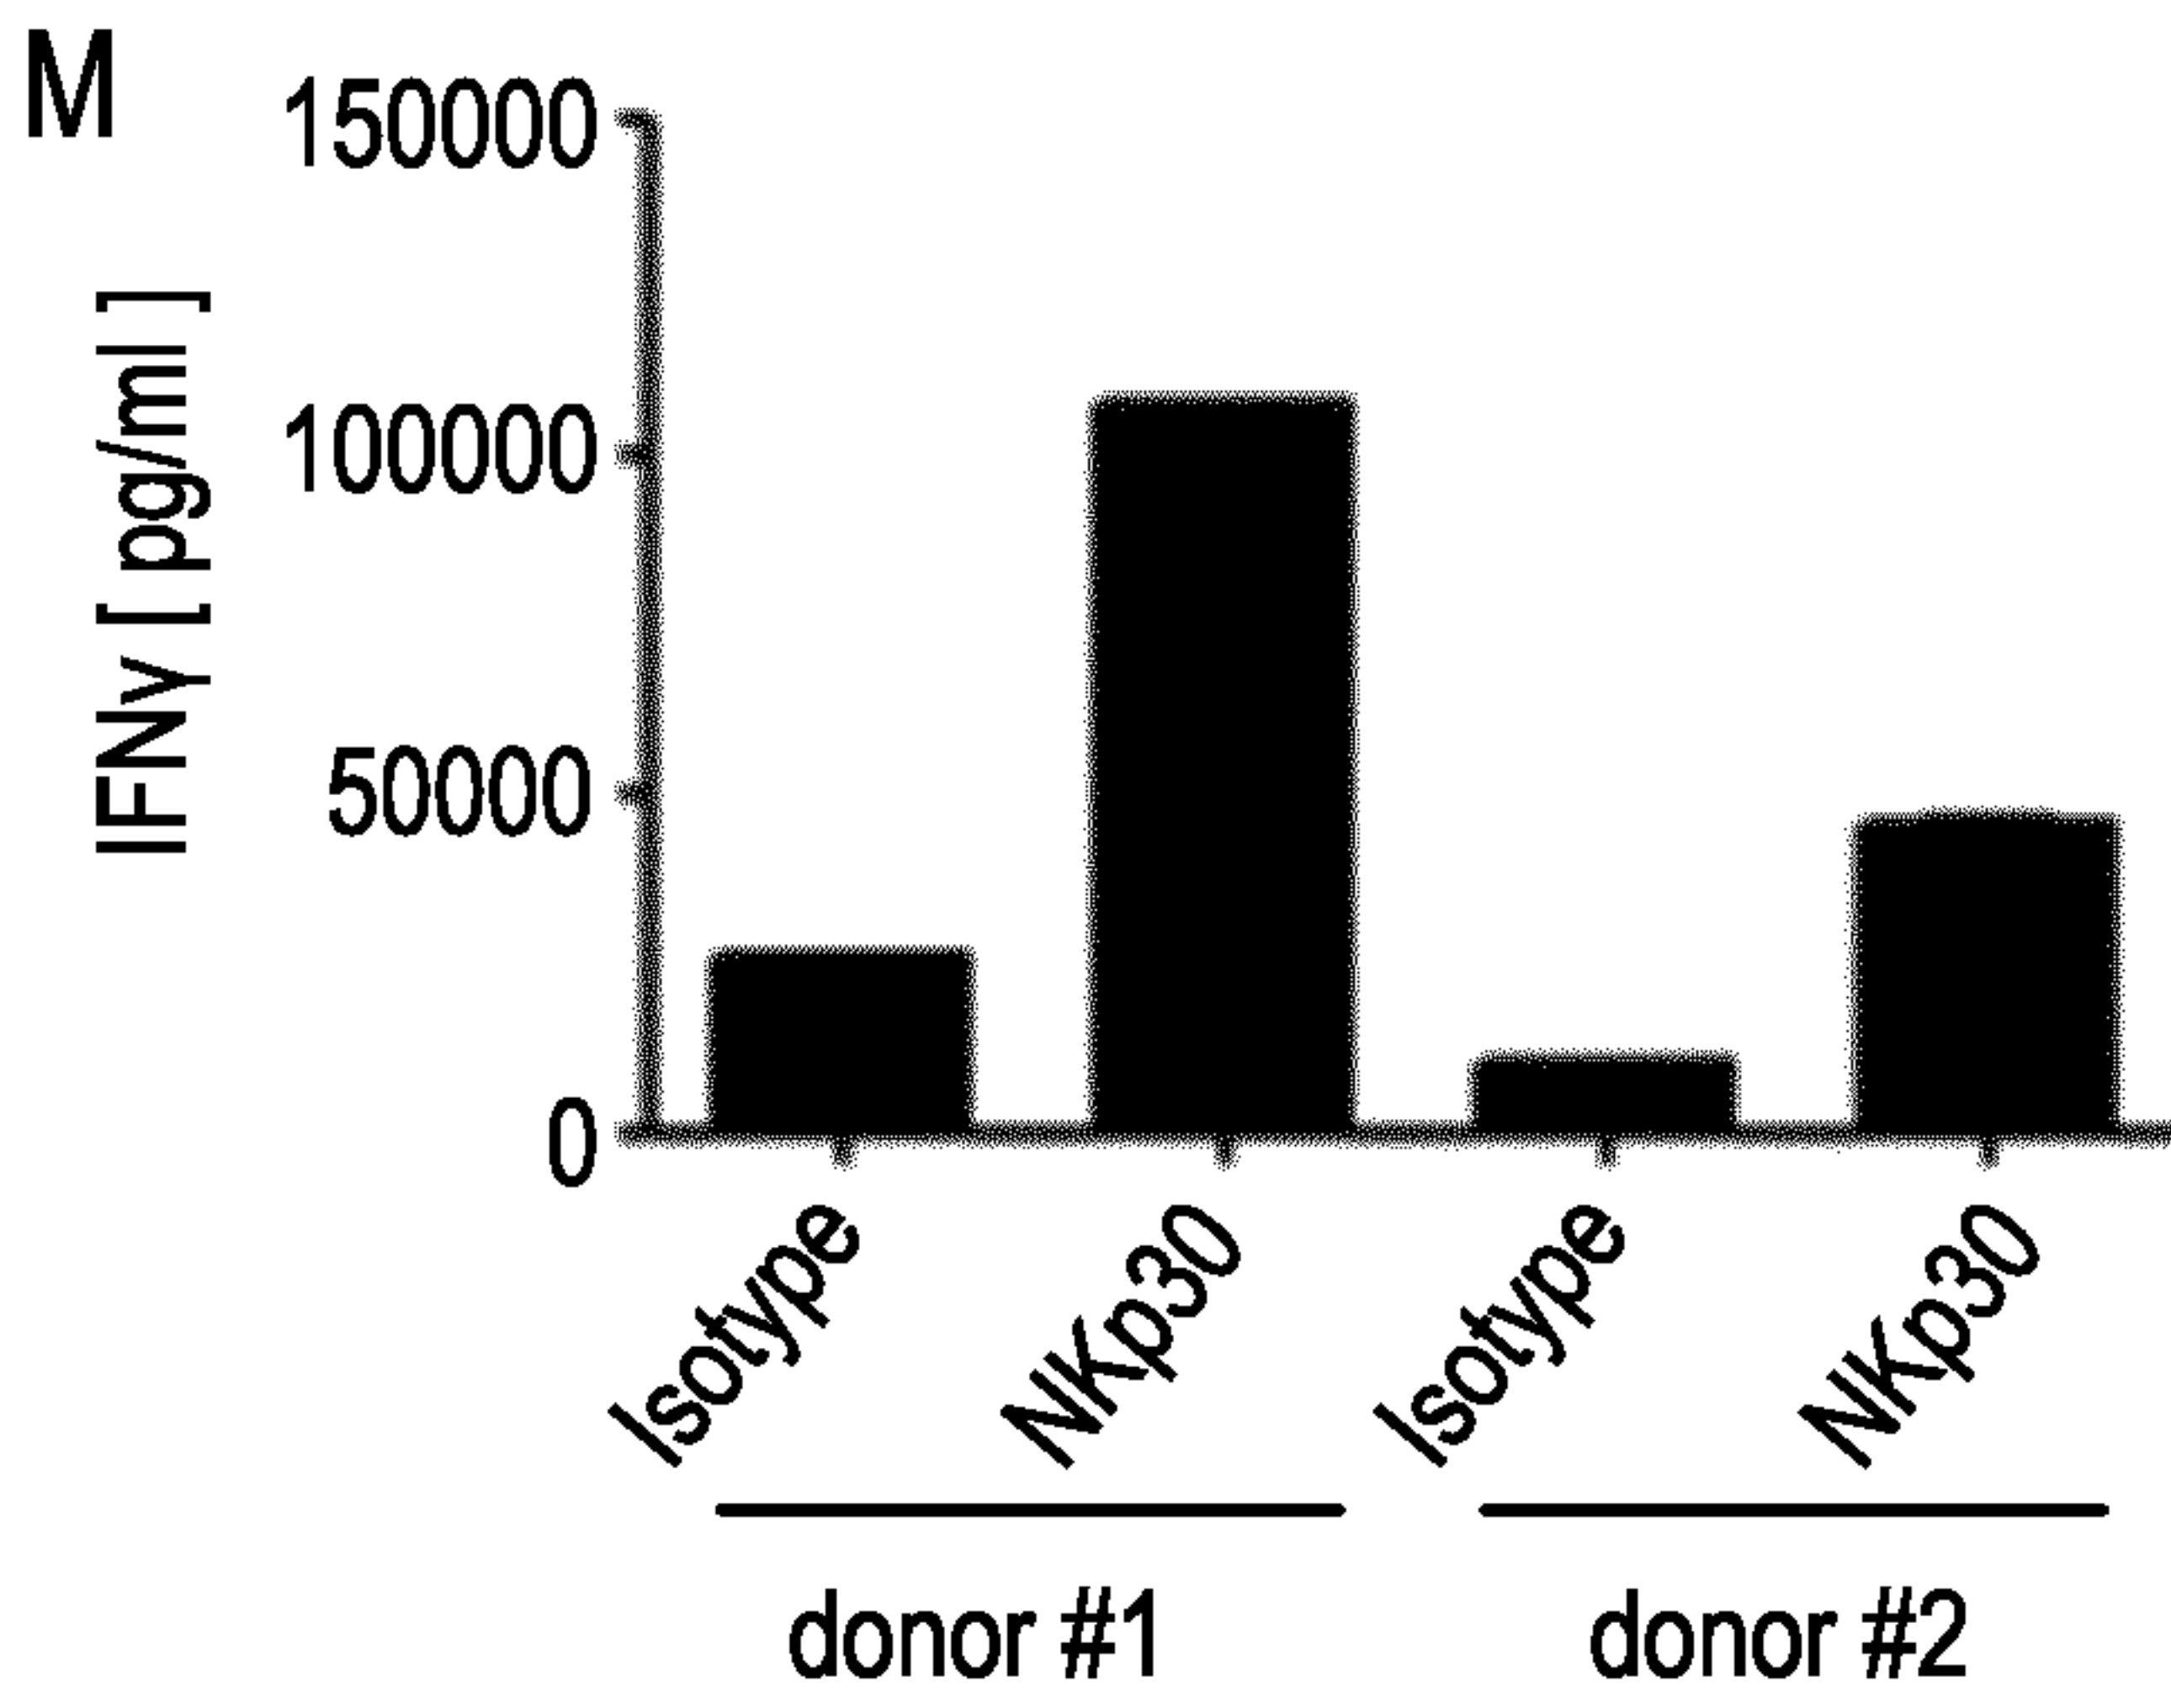 M
IFNγ [ pg/ml ]
150000
100000
50000
0
Isotype
NKp30
Isotype
NKp30
donor #1
donor #2